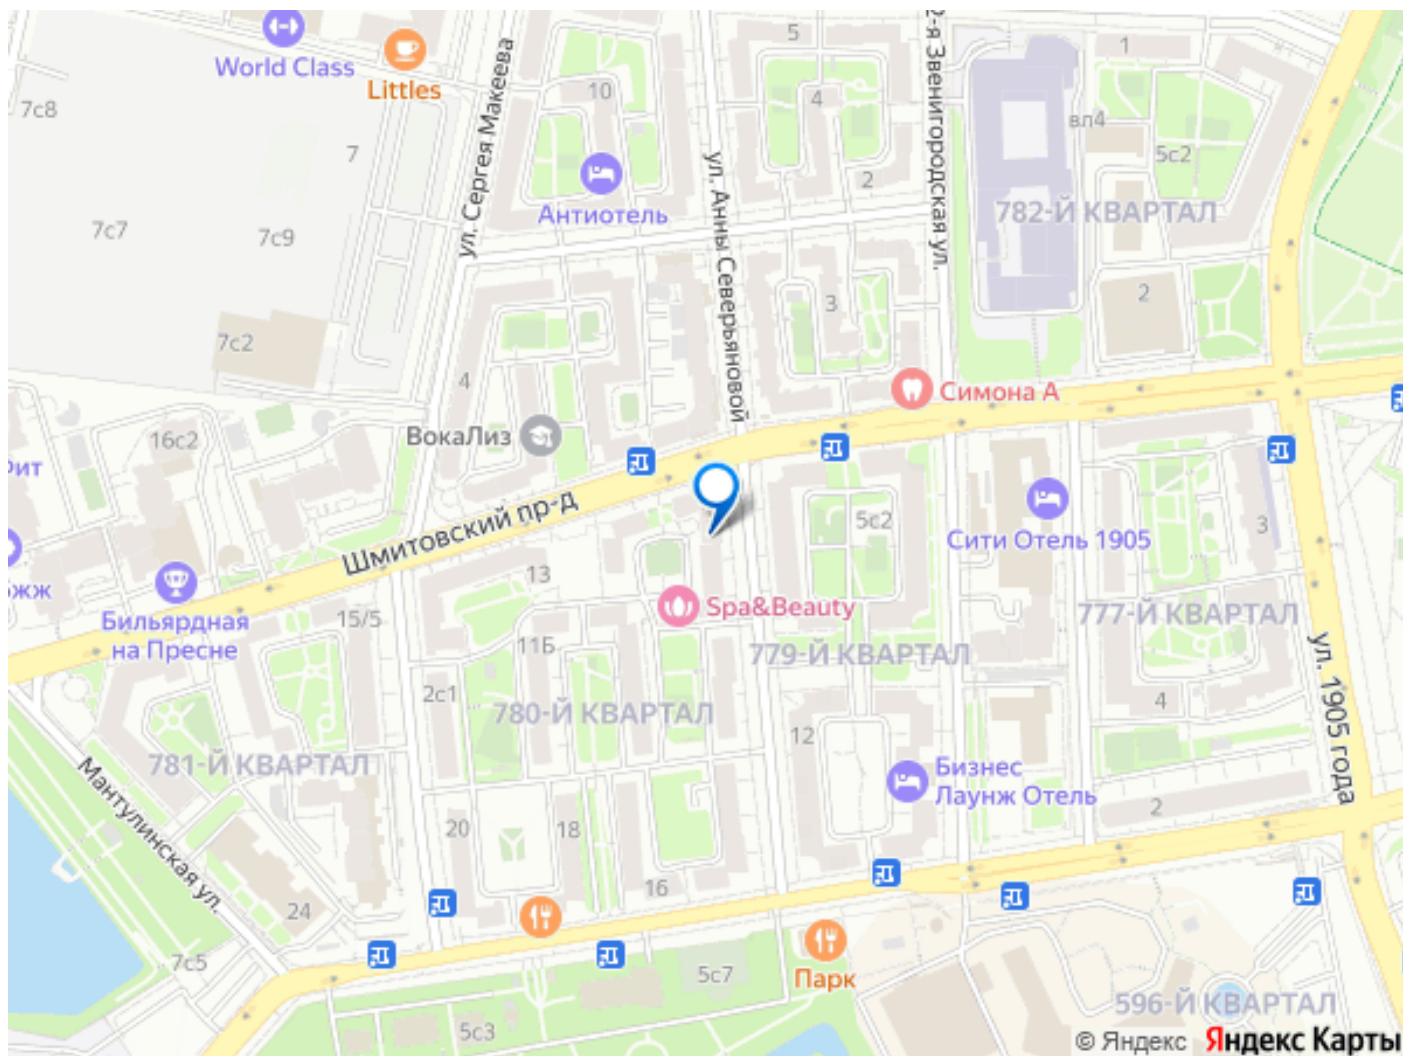 World Class
Littles
7с8
7
7с7
7с9
7с2
ул. Сергея Макеева
10
Антиотель
5
4
2
ул. Анны Северьяновой
2-я Звенигородская ул.
1
вл4
5с2
782-Й КВАРТАЛ
2
3
4
Симона А
ВокаЛиз
16с2
Шмитовский пр-д
Бильярдная
на Пресне
15/5
13
11Б
2с1
Spa&Beauty
5с2
Сити Отель 1905
3
777-Й КВАРТАЛ
779-Й КВАРТАЛ
780-Й КВАРТАЛ
781-Й КВАРТАЛ
ул. 1905 года
4
12
Бизнес
Лаунж Отель
2
Мантулинская ул.
20
18
16
24
7с5
5с7
5с3
Парк
596-Й КВАРТАЛ
© Яндекс Яндекс Карты